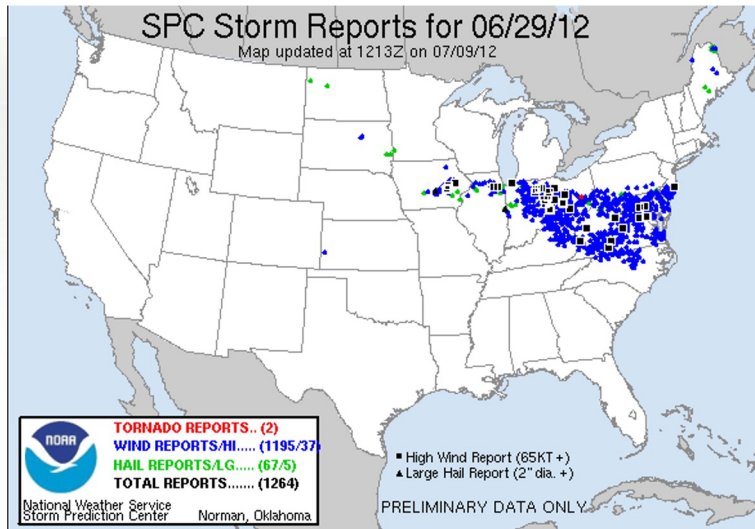 SPC Storm Reports for 06/29/12
Map updated at 1213Z on 07/09/12
NOAA
TORNADO REPORTS.. (2)
WIND REPORTS/HI..... (1195/37)
HAIL REPORTS/LG..... (67/5)
TOTAL REPORTS....... (1264)
National Weather Service
Storm Prediction Center Norman, Oklahoma
High Wind Report (65KT +)
Large Hail Report (2" dia. +)
PRELIMINARY DATA ONLY